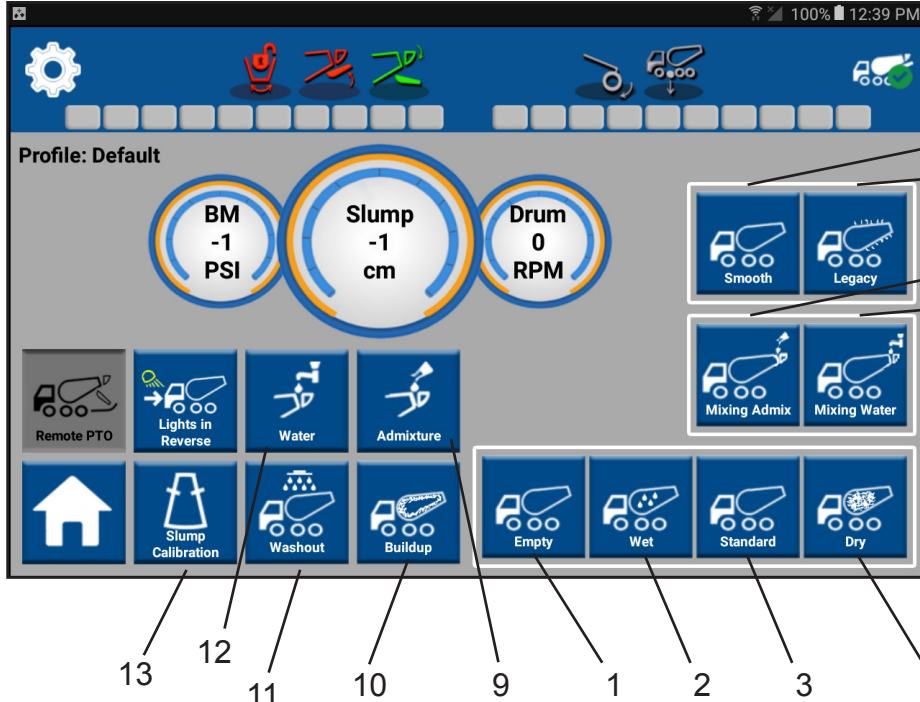 100% 12:39 PM
Profile: Default
BM
-1
PSI
Slump
-1
cm
Drum
0
RPM
Smooth
Legacy
Mixing Admix
Mixing Water
Remote PTO
Lights in
Reverse
Water
Admixture
Slump
Calibration
Washout
Buildup
Empty
Wet
Standard
Dry
13
12
11
10
9
1
2
3